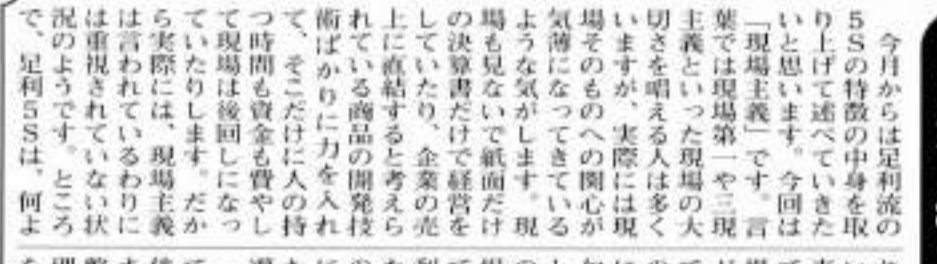 今月からは足利流の
5Sの特徴の中身を取
り上げて述べていきた
いと思います。今回は
「現場主義」です。言
葉では現場第一や三現
主義といった現場の大
切さを唱える人は多く
いますが、実際には現
場そのものへの関心が
気薄になってきている
ような気がします。現
場も見ないで紙面だけ
の決算書だけで経営を
していたり、企業の売
上に直結すると考えら
れている商品の開発技
術ばかりに力を入れ
て、そこだけに人の持
つ時間も資金も費やし
て現場は後回しになっ
ていたりします。だか
ら実際には、現場主義
は言われているわりに
は重視されていない状
況のようです。ところ
で、足利5Sは、何よ